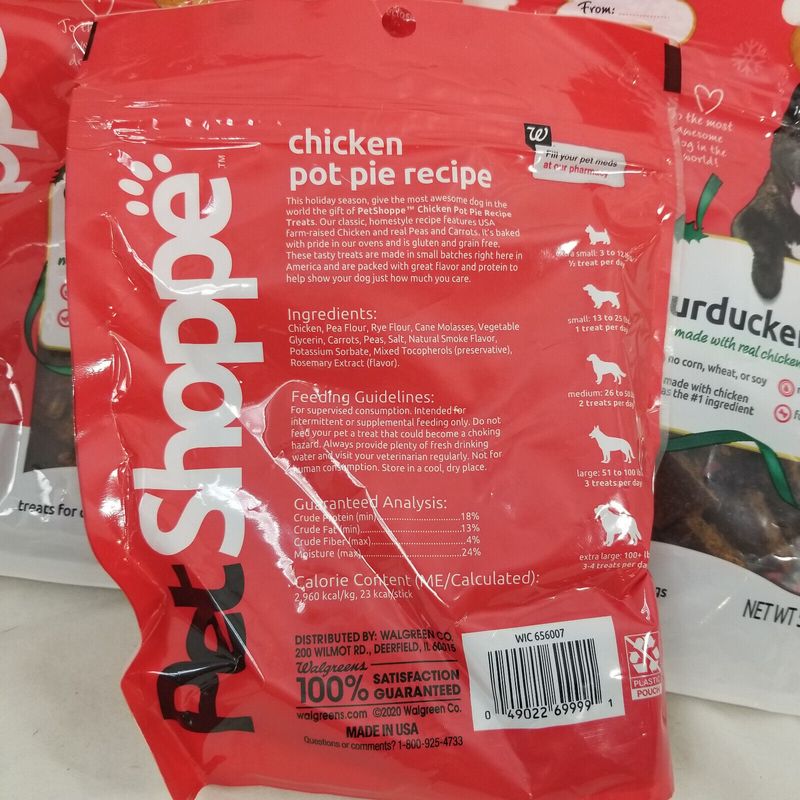 From:
To th
chicken
pot pie recipe
W
Fill your pet meds
at our pharmacy
PetShoppe™
This holiday season, give the most awesome dog in the
world the gift of PetShoppe™ Chicken Pot Pie Recipe
Treats. Our classic, homestyle recipe features USA
farm-raised Chicken and real Peas and Carrots. It's baked
with pride in our ovens and is gluten and grain free.
These tasty treats are made in small batches right here in
America and are packed with great flavor and protein to
help show your dog just how much you care.
Ingredients:
Chicken, Pea Flour, Rye Flour, Cane Molasses, Vegetable
Glycerin, Carrots, Peas, Salt, Natural Smoke Flavor,
Potassium Sorbate, Mixed Tocopherols (preservative),
Rosemary Extract (flavor).
Feeding Guidelines:
For supervised consumption. Intended for
intermittent or supplemental feeding only. Do not
feed your pet a treat that could become a choking
hazard. Always provide plenty of fresh drinking
water and visit your veterinarian regularly. Not for
human consumption. Store in a cool, dry place.
Guaranteed Analysis:
Crude Protein (min)...18%
Crude Fat (min)...13%
Crude Fiber (max)...4%
Moisture (max)...24%
Calorie Content (ME/Calculated):
2,960 kcal/kg, 23 kcal/stick
extra small: 3 to 12 lbs
½ treat per day
small: 13 to 25 lbs
1 treat per day
medium: 26 to 50 lbs
2 treats per day
large: 51 to 100 lbs
3 treats per day
extra large: 100+ lb
3-4 treats per day
DISTRIBUTED BY: WALGREEN CO.
200 WILMOT RD., DEERFIELD, IL 60015
Walgreens
100% SATISFACTION
GUARANTEED
walgreens.com ©2020 Walgreen Co.
MADE IN USA
Questions or comments? 1-800-925-4733
WIC 656007
0 49022 69999 1
PLASTIC
POUCH
treats for
to the most
awesome
dog in the
world!
urducken
made with real chicken
no corn, wheat, or soy
made with chicken
as the #1 ingredient
NET WT